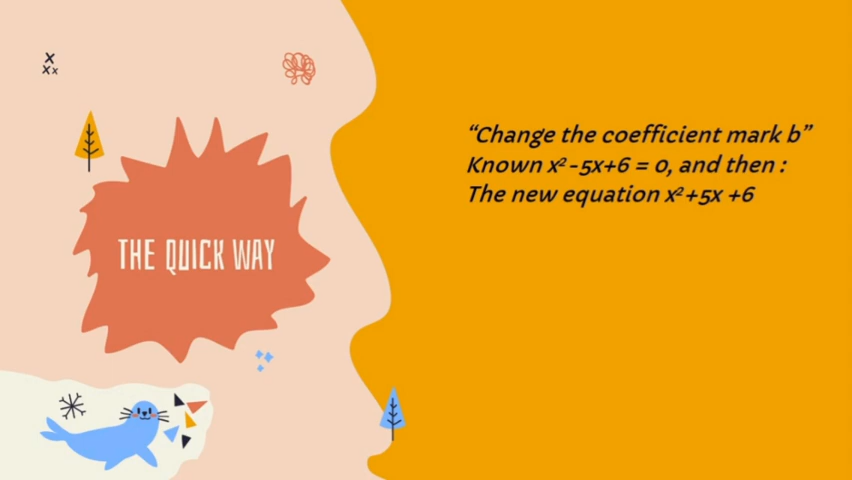 x
x x
THE QUICK WAY
“Change the coefficient mark b”
Known x²-5x+6 = 0, and then :
The new equation x²+5x +6